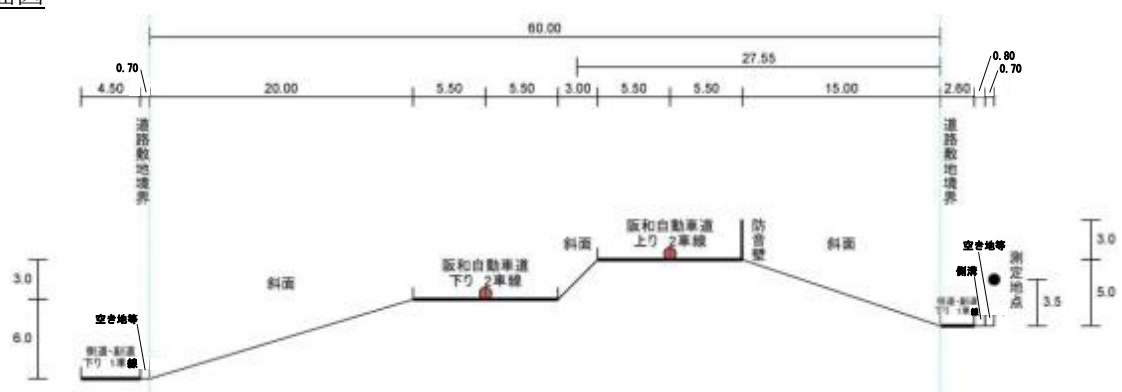 60.00
27.55
0.70
0.80
0.70
4.50
20.00
5.50
5.50
3.00
5.50
5.50
15.00
2.60
道路敷地境界
道路敷地境界
阪和自動車道
上り 2車線
防音壁
斜面
斜面
斜面
阪和自動車道
下り 2車線
空き地等
側溝
測定地点
3.0
5.0
3.5
3.0
6.0
空き地等
側道・副道
下り 1車線
側道・副道
下り 1車線